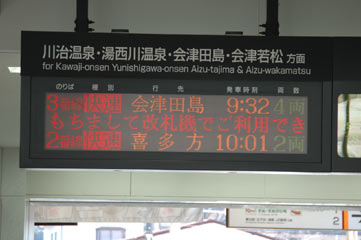 川治温泉・湯西川温泉・会津田島・会津若松 方面
for Kawaji-onsen Yunishigawa-onsen Aizu-tajima & Aizu-wakamatsu
のりば 種別 行先 発車時刻 両数
3番線 快速 会津田島 9:32 4両
もちまして改札機でご利用でき
2番線 快速 喜多方 10:01 2両
2